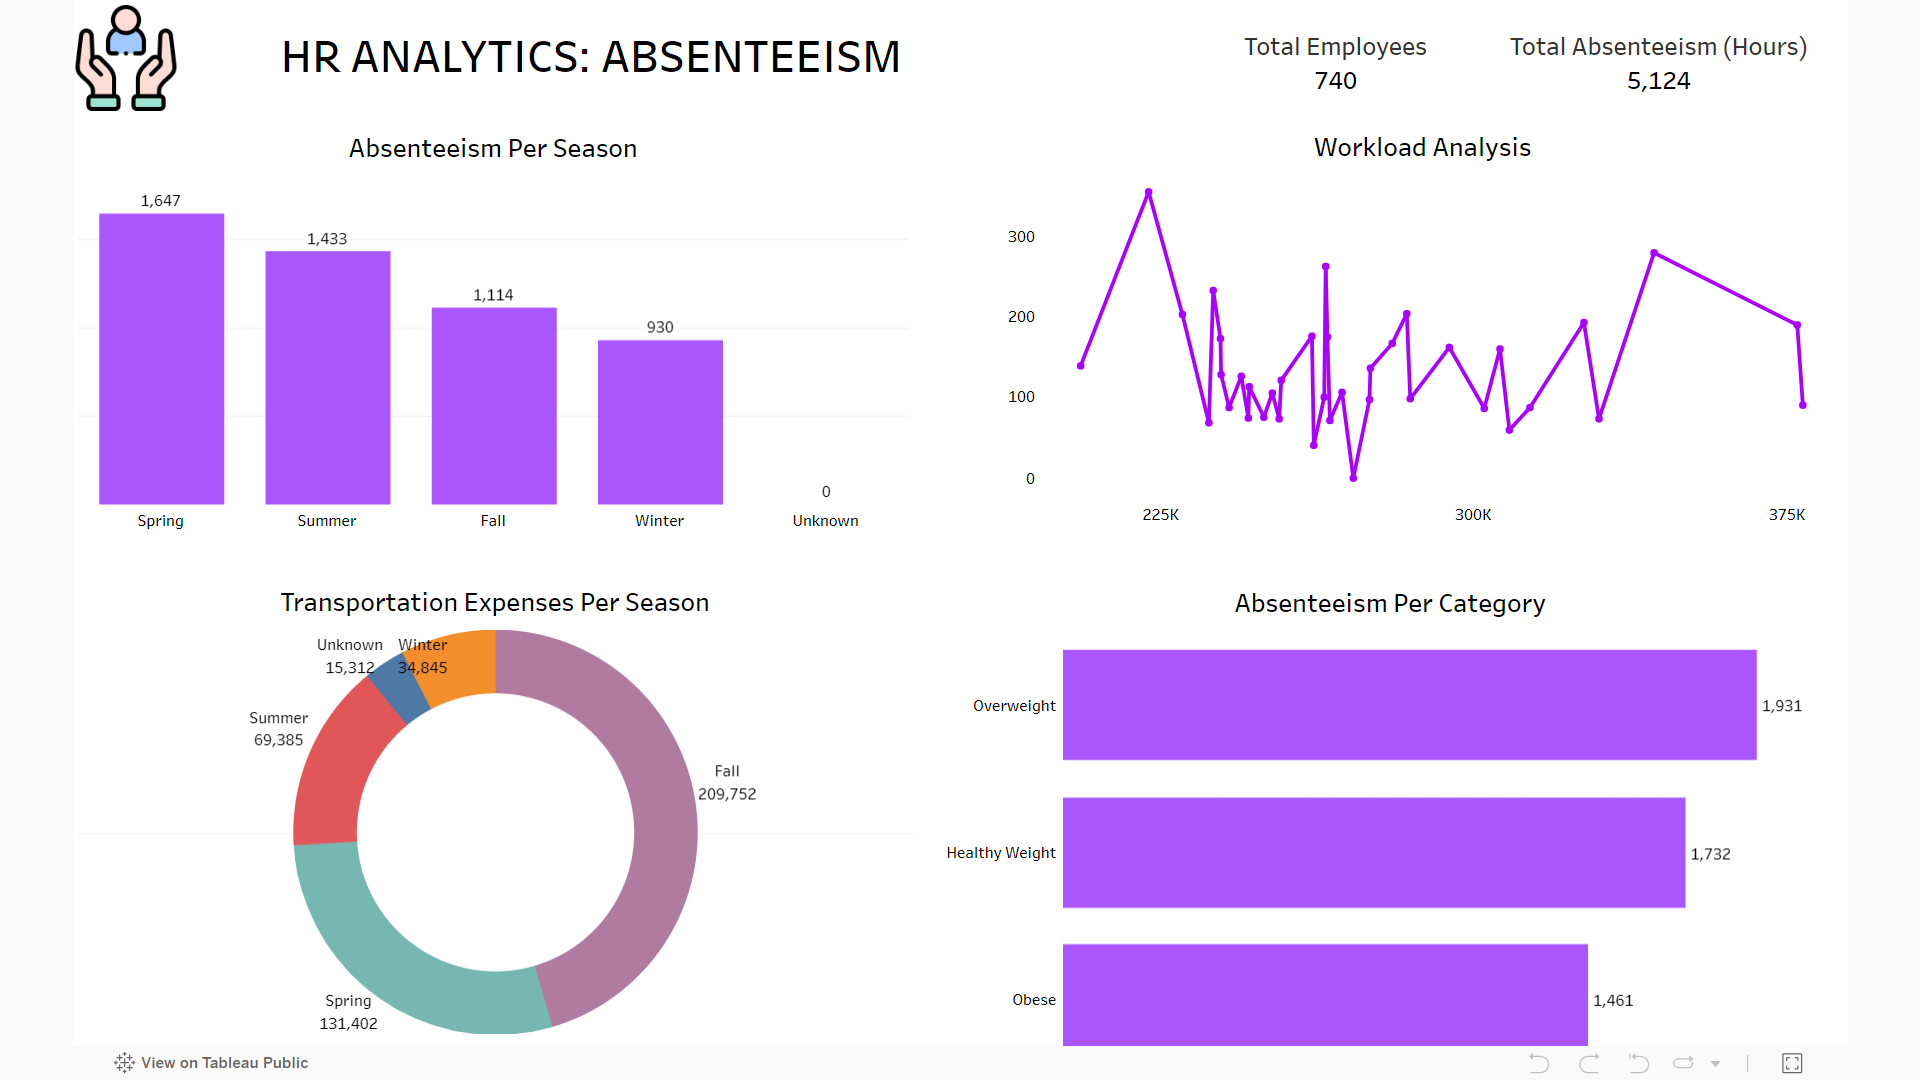 HR ANALYTICS: ABSENTEEISM
Total Employees
740
Total Absenteeism (Hours)
5,124
Absenteeism Per Season
1,647
1,433
1,114
930
0
Spring
Summer
Fall
Winter
Unknown
Workload Analysis
300
200
100
0
225K
300K
375K
Transportation Expenses Per Season
Unknown
15,312
Winter
34,845
Summer
69,385
Fall
209,752
Spring
131,402
Absenteeism Per Category
Overweight
1,931
Healthy Weight
1,732
Obese
1,461
View on Tableau Public